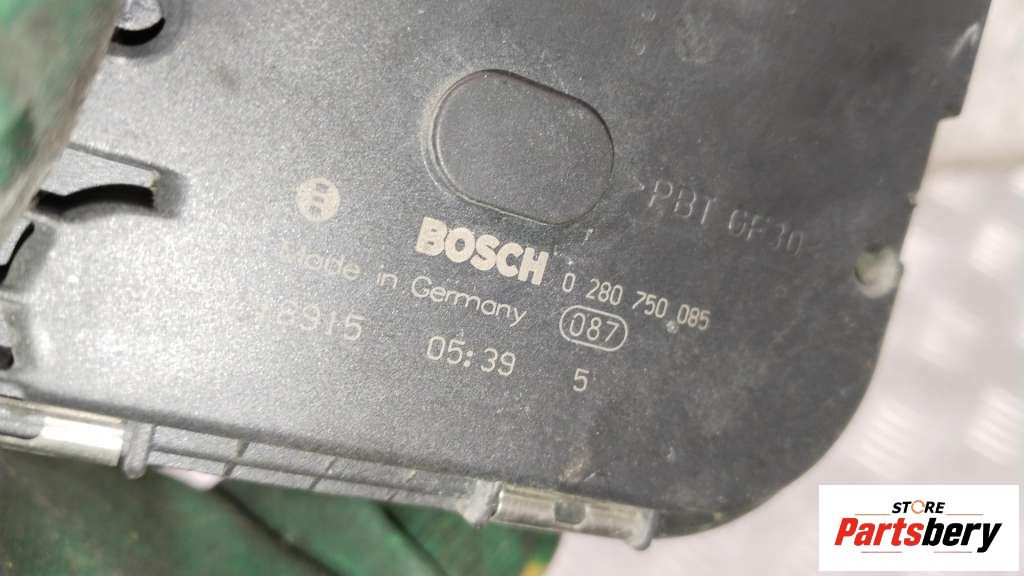 PBT GF30
BOSCH 0 280 750 085
Made in Germany 087
05:39 5
STORE
Partsbery